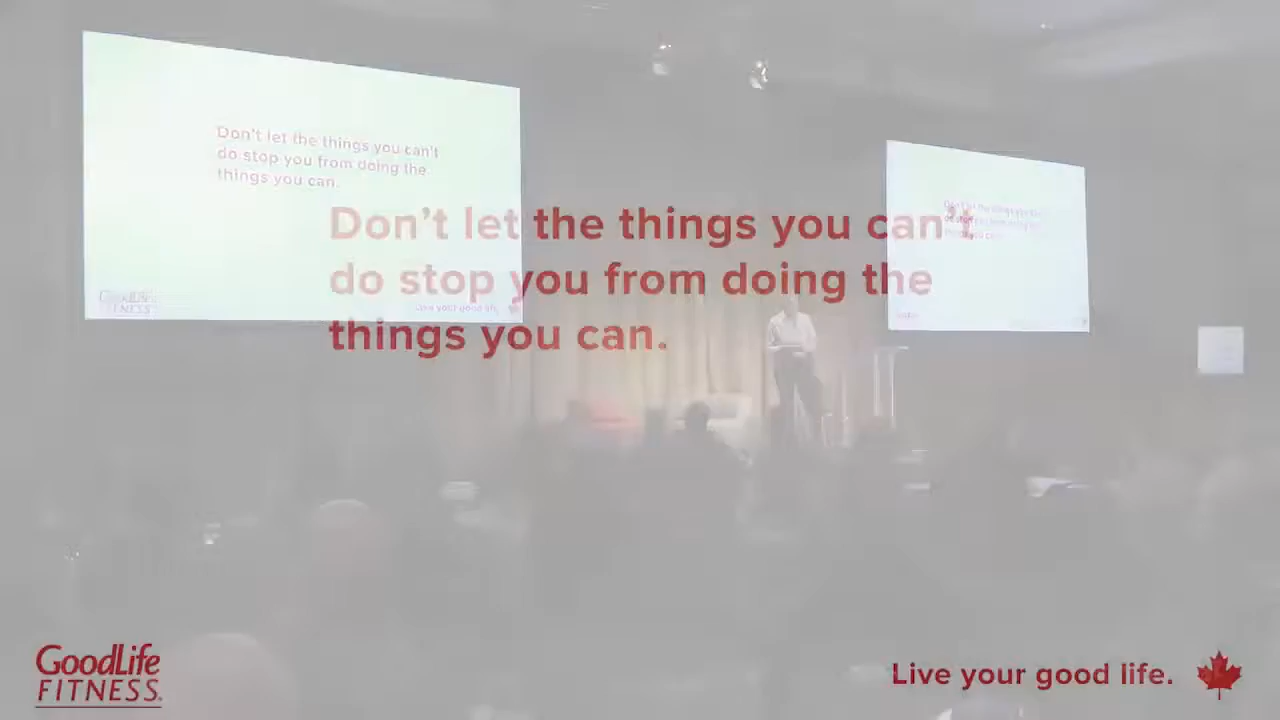 Don't let the things you can't
do stop you from doing the
things you can.
GOODLIFE
FITNESS
Live your good life.
Don’t let the things you can’t
do stop you from doing the
things you can.
GOODLIFE
FITNESS.
Live your good life.